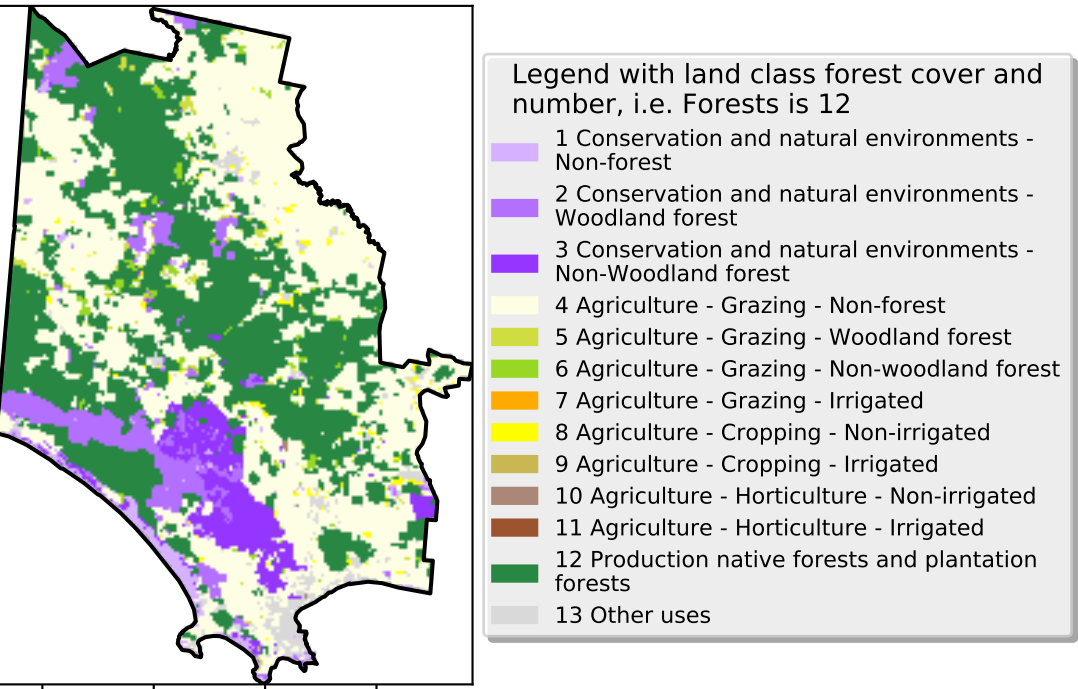 Legend with land class forest cover and
number, i.e. Forests is 12
1 Conservation and natural environments -
Non-forest
2 Conservation and natural environments -
Woodland forest
3 Conservation and natural environments -
Non-Woodland forest
4 Agriculture - Grazing - Non-forest
5 Agriculture - Grazing - Woodland forest
6 Agriculture - Grazing - Non-woodland forest
7 Agriculture - Grazing - Irrigated
8 Agriculture - Cropping - Non-irrigated
9 Agriculture - Cropping - Irrigated
10 Agriculture - Horticulture - Non-irrigated
11 Agriculture - Horticulture - Irrigated
12 Production native forests and plantation
forests
13 Other uses